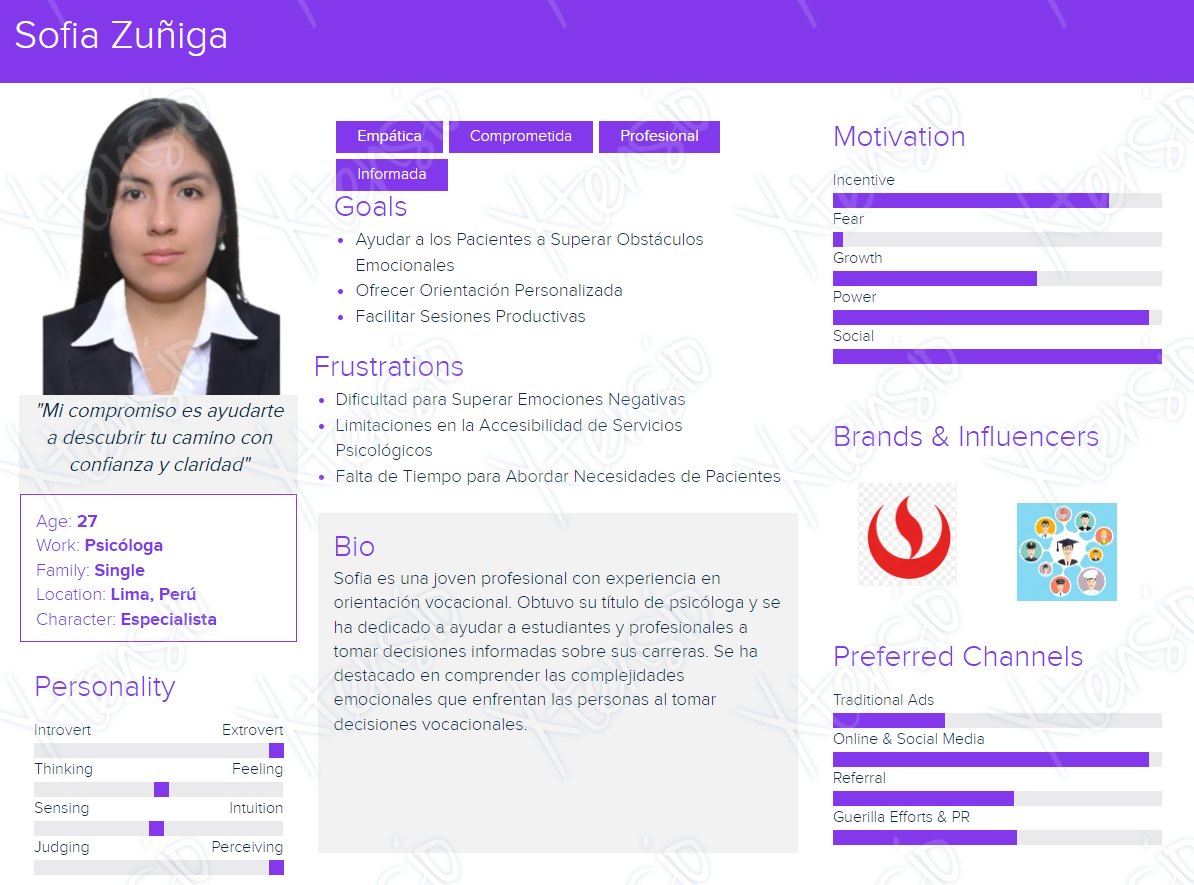 Sofia Zuñiga
"Mi compromiso es ayudarte
a descubrir tu camino con
confianza y claridad"
Age: 27
Work: Psicóloga
Family: Single
Location: Lima, Perú
Character: Especialista
Personality
Introvert Extrovert
Thinking Feeling
Sensing Intuition
Judging Perceiving
Empática Comprometida Profesional
Informada
Goals
Ayudar a los Pacientes a Superar Obstáculos
Emocionales
Ofrecer Orientación Personalizada
Facilitar Sesiones Productivas
Frustrations
Dificultad para Superar Emociones Negativas
Limitaciones en la Accesibilidad de Servicios
Psicológicos
Falta de Tiempo para Abordar Necesidades de Pacientes
Bio
Sofia es una joven profesional con experiencia en
orientación vocacional. Obtuvo su título de psicóloga y se
ha dedicado a ayudar a estudiantes y profesionales a
tomar decisiones informadas sobre sus carreras. Se ha
destacado en comprender las complejidades
emocionales que enfrentan las personas al tomar
decisiones vocacionales.
Motivation
Incentive
Fear
Growth
Power
Social
Brands & Influencers
Preferred Channels
Traditional Ads
Online & Social Media
Referral
Guerilla Efforts & PR